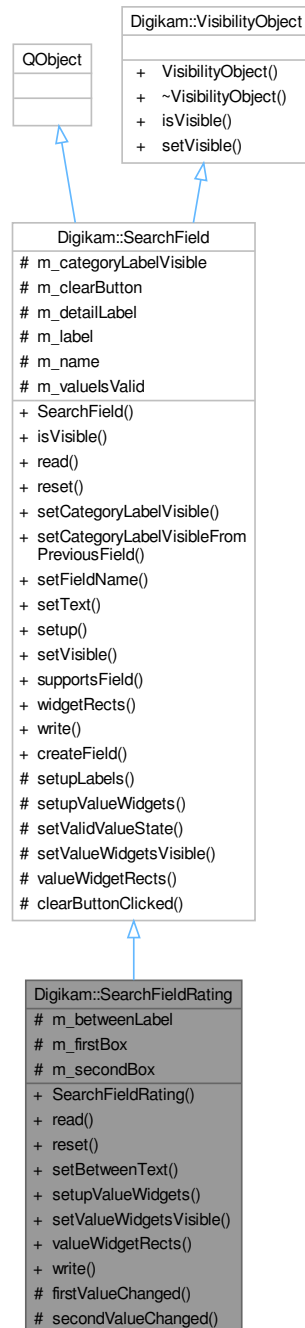 Digikam::VisibilityObject
+ VisibilityObject()
+ ~VisibilityObject()
+ isVisible()
+ setVisible()
QObject
Digikam::SearchField
# m_categoryLabelVisible
# m_clearButton
# m_detailLabel
# m_label
# m_name
# m_valueIsValid
+ SearchField()
+ isVisible()
+ read()
+ reset()
+ setCategoryLabelVisible()
+ setCategoryLabelVisibleFrom
PreviousField()
+ setFieldName()
+ setText()
+ setup()
+ setVisible()
+ supportsField()
+ widgetRects()
+ write()
+ createField()
# setupLabels()
# setupValueWidgets()
# setValidValueState()
# setValueWidgetsVisible()
# valueWidgetRects()
# clearButtonClicked()
Digikam::SearchFieldRating
# m_betweenLabel
# m_firstBox
# m_secondBox
+ SearchFieldRating()
+ read()
+ reset()
+ setBetweenText()
+ setupValueWidgets()
+ setValueWidgetsVisible()
+ valueWidgetRects()
+ write()
# firstValueChanged()
# secondValueChanged()